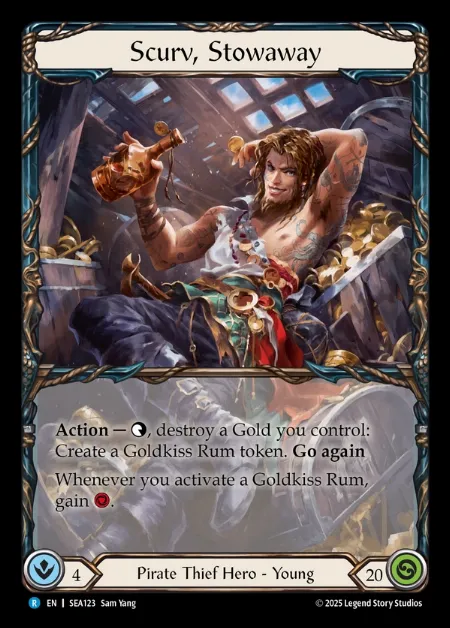 Scurv, Stowaway
Action — , destroy a Gold you control:
Create a Goldkiss Rum token. Go again
Whenever you activate a Goldkiss Rum,
gain .
4
Pirate Thief Hero - Young
20
R EN | SEA123 Sam Yang
© 2025 Legend Story Studios